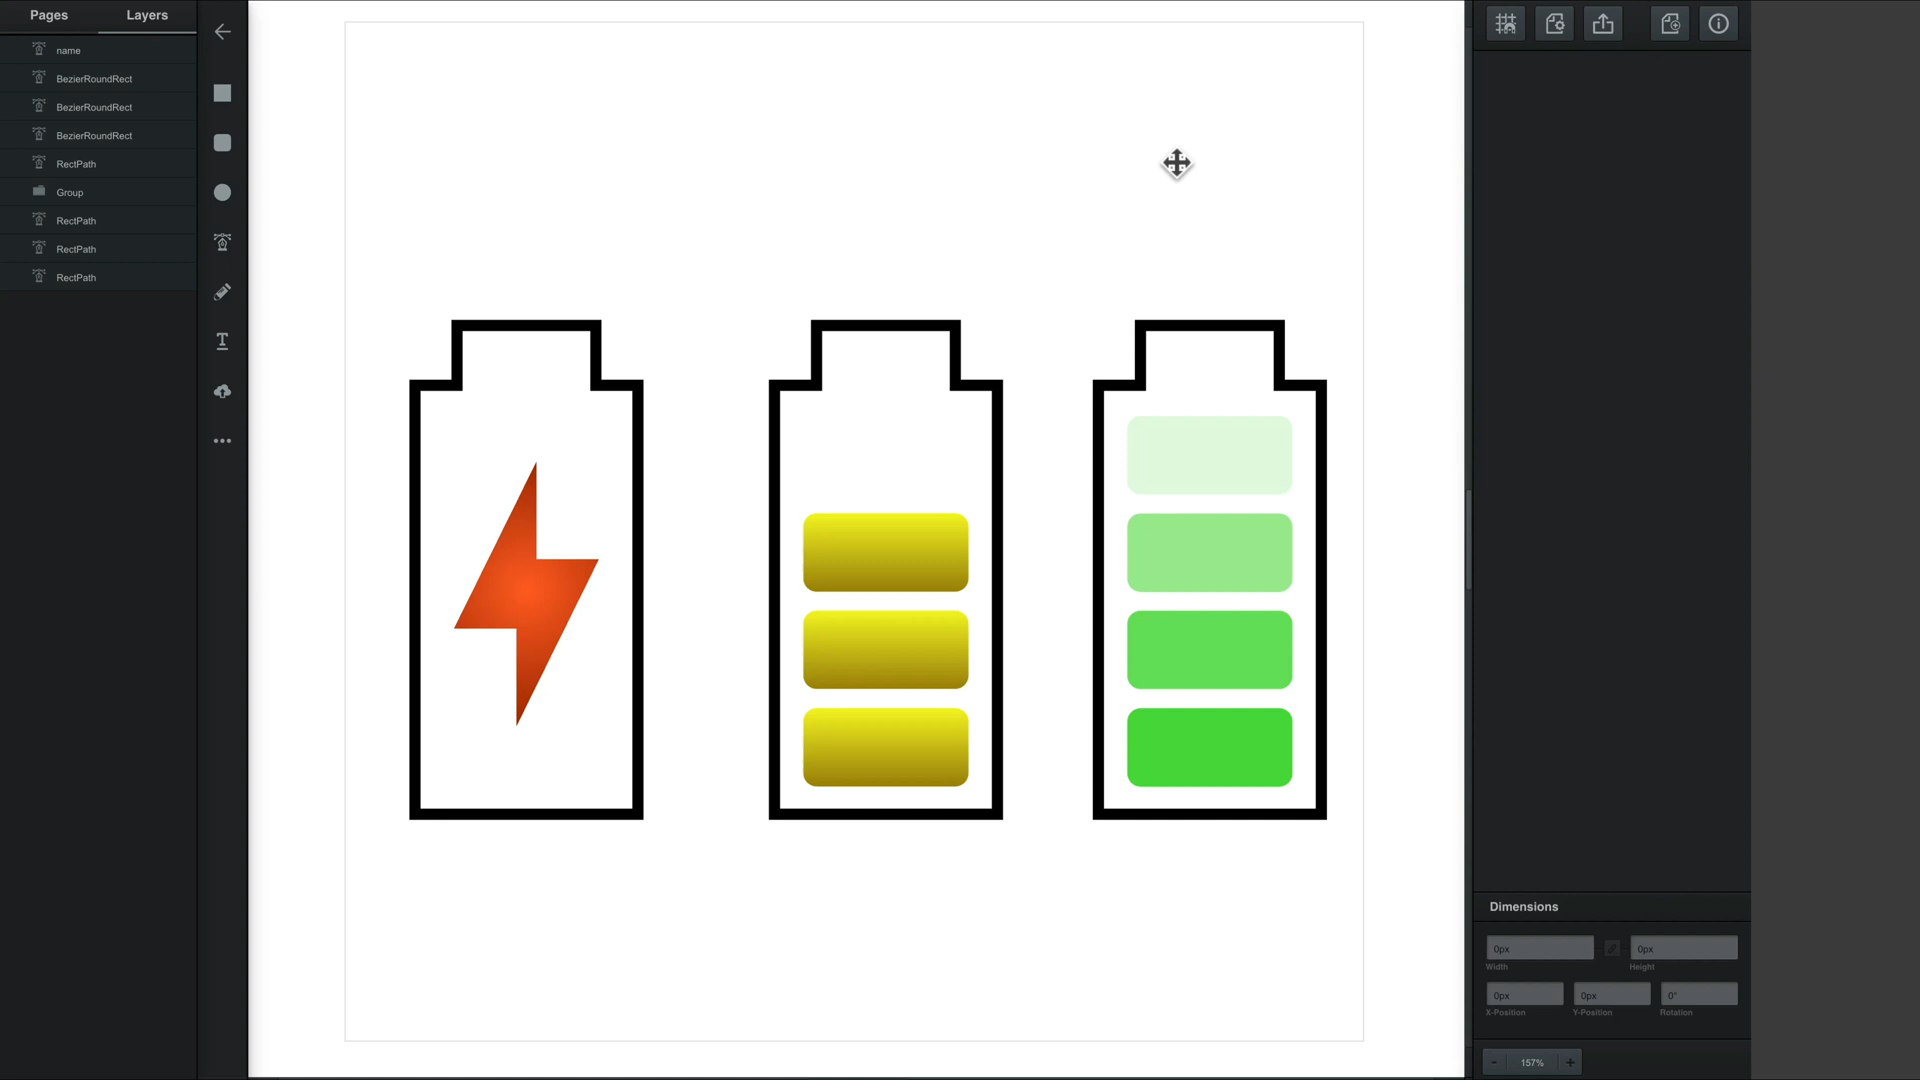 Pages Layers
name
BezierRoundRect
BezierRoundRect
BezierRoundRect
RectPath
Group
RectPath
RectPath
RectPath
T
Dimensions
0px 0px
Width Height
0px 0px 0°
X-Position Y-Position Rotation
- 157% +